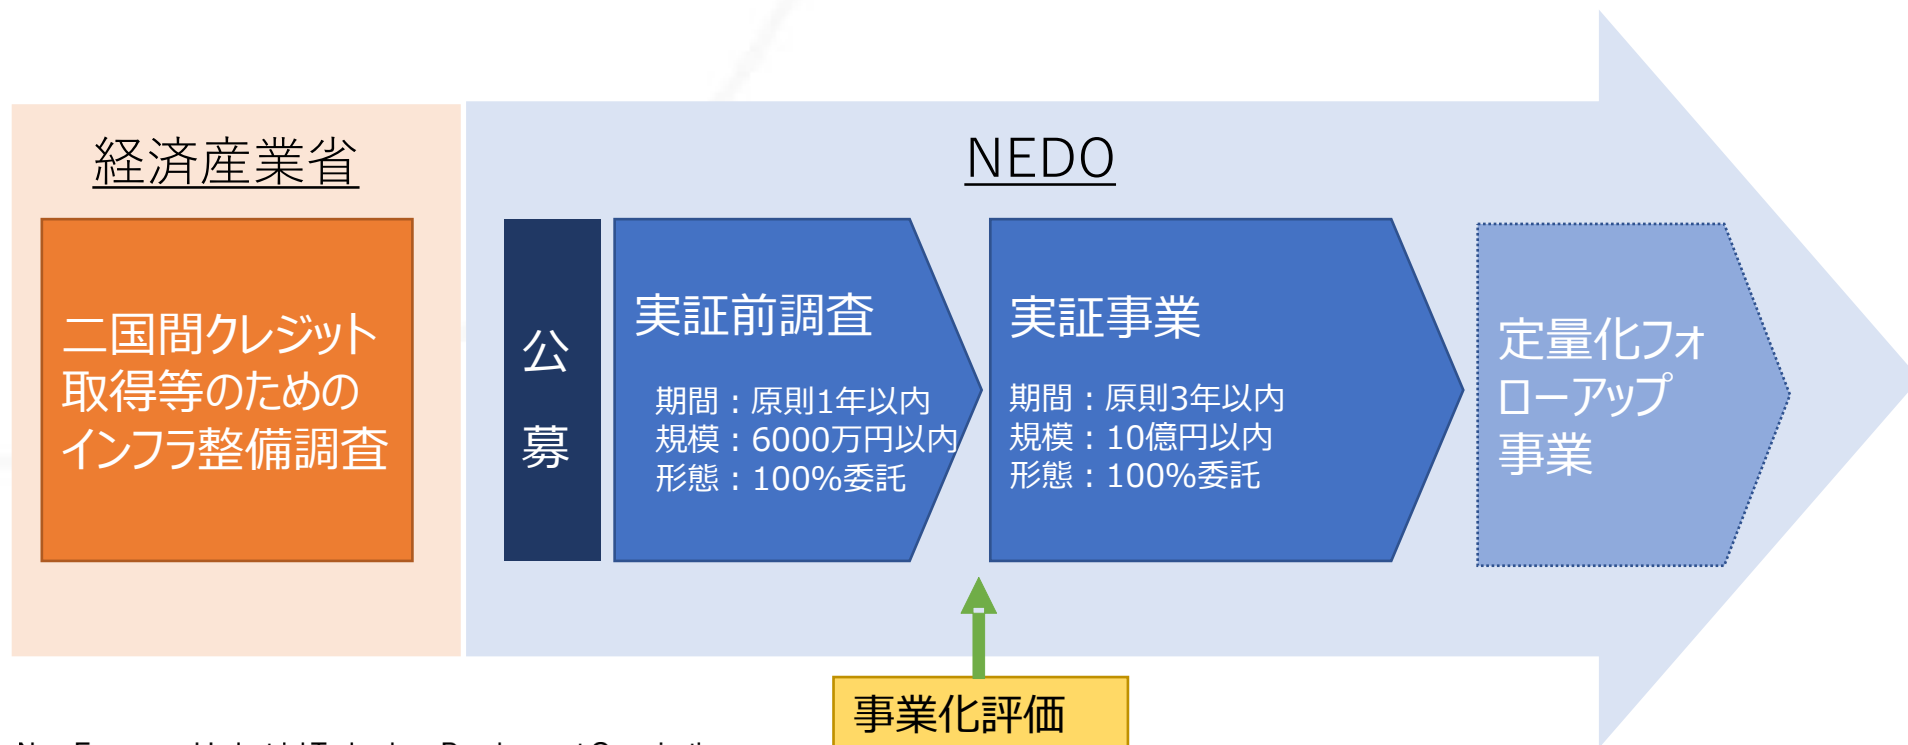 経済産業省
二国間クレジット
取得等のための
インフラ整備調査
NEDO
公
募
実証前調査
期間：原則1年以内
規模：6000万円以内
形態：100%委託
実証事業
期間：原則3年以内
規模：10億円以内
形態：100%委託
定量化フォ
ローアップ
事業
事業化評価